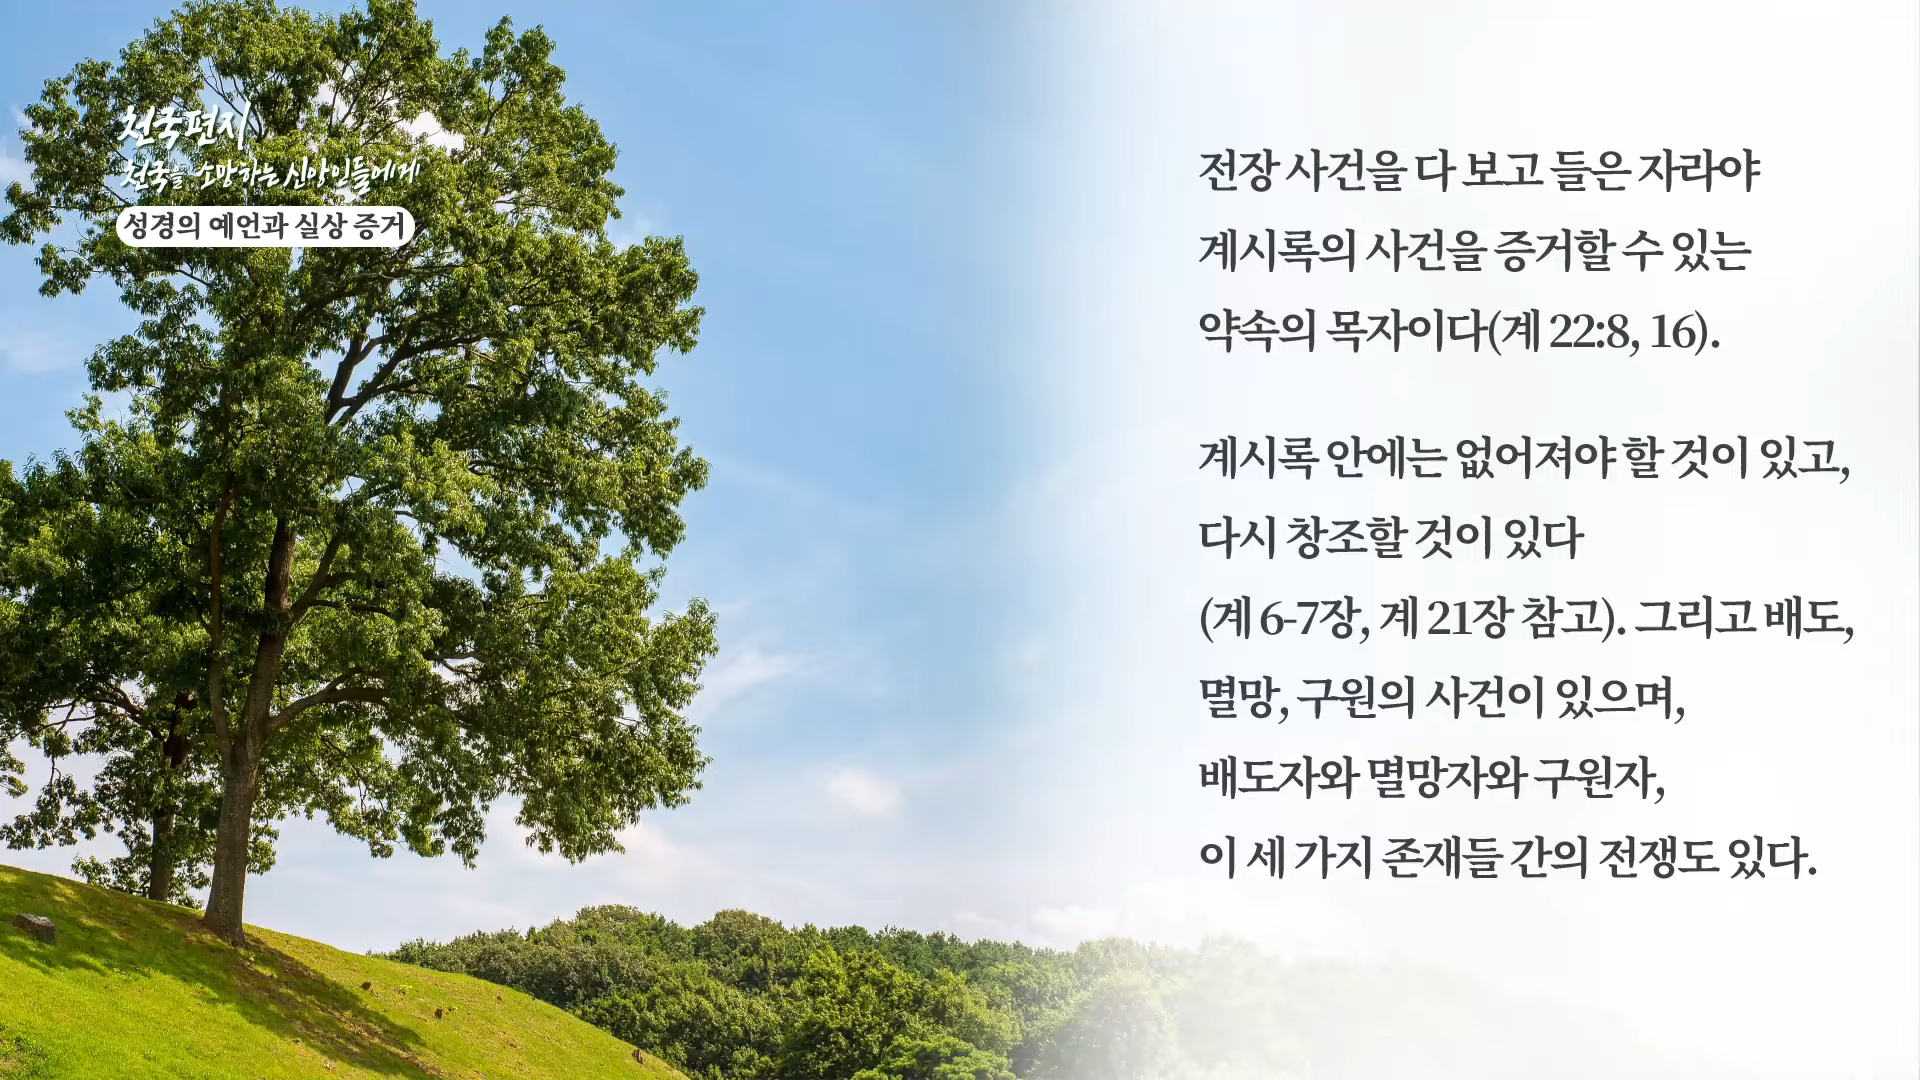 천국편지
천국을 소망하는 신앙인들에게
성경의 예언과 실상 증거
전장 사건을 다 보고 들은 자라야
계시록의 사건을 증거할 수 있는
약속의 목자이다(계 22:8, 16).
계시록 안에는 없어져야 할 것이 있고,
다시 창조할 것이 있다
(계 6-7장, 계 21장 참고). 그리고 배도,
멸망, 구원의 사건이 있으며,
배도자와 멸망자와 구원자,
이 세 가지 존재들 간의 전쟁도 있다.